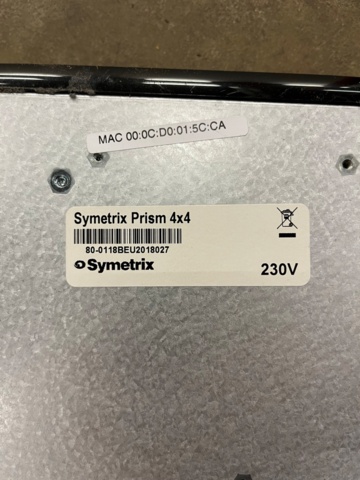 MAC 00:0C:D0:01:5C:CA
Symetrix Prism 4x4
80-0118BEU2018027
Symetrix
230V